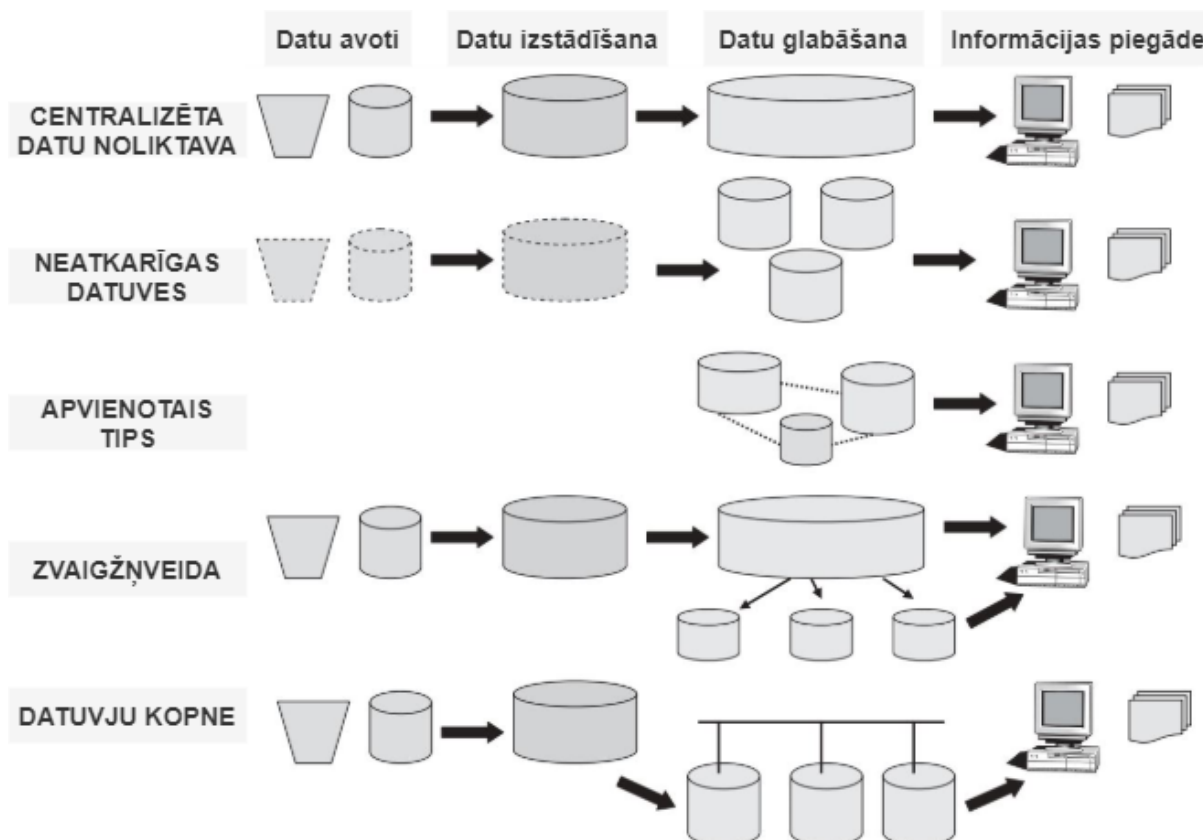 Datu avoti
Datu izstādīšana
Datu glabāšana
Informācijas piegāde
CENTRALIZĒTA
DATU NOLIKTAVA
NEATKARĪGAS
DATUVES
APVIENOTAIS
TIPS
ZVAIGŽŅVEIDA
DATUVJU KOPNE